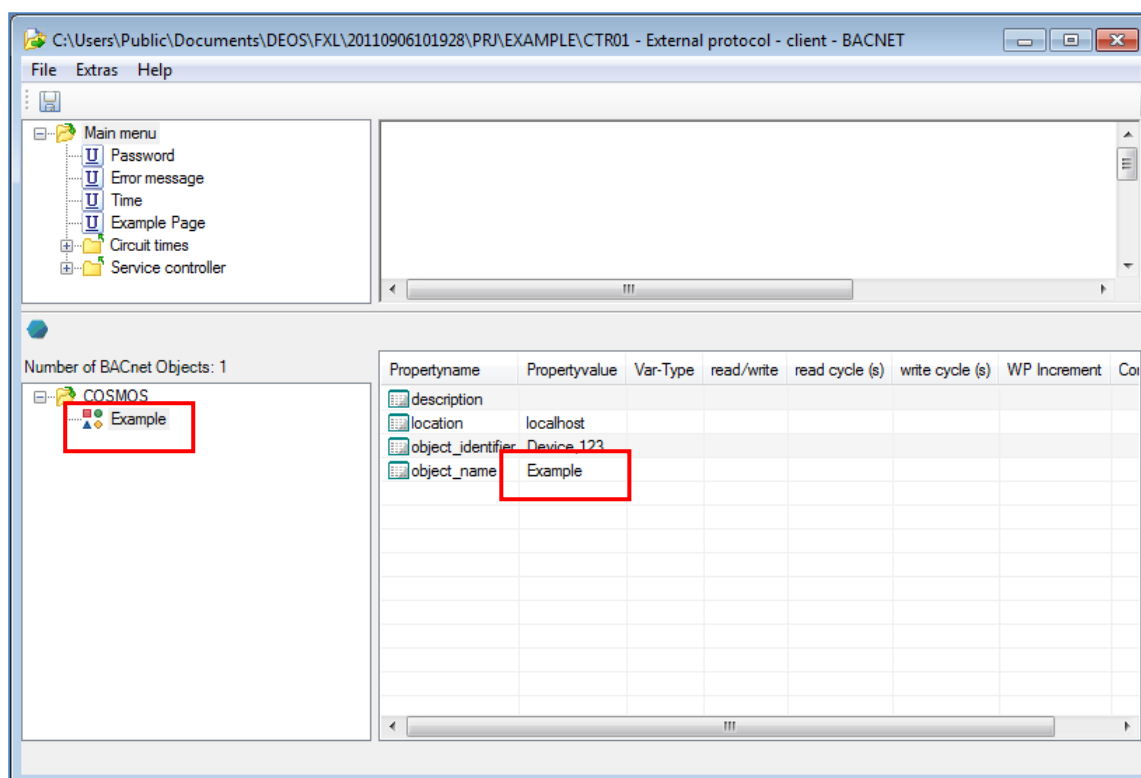 C:\Users\Public\Documents\DEOS\FXL\20110906101928\PRJ\EXAMPLE\CTR01 - External protocol - client - BACNET
File Extras Help
Main menu
U Password
U Error message
U Time
U Example Page
Circuit times
Service controller
Number of BACnet Objects: 1
COSMOS
Example
Propertyname Propertyvalue Var-Type read/write read cycle (s) write cycle (s) WP Increment
description
location localhost
object_identifier Device,123
object_name Example